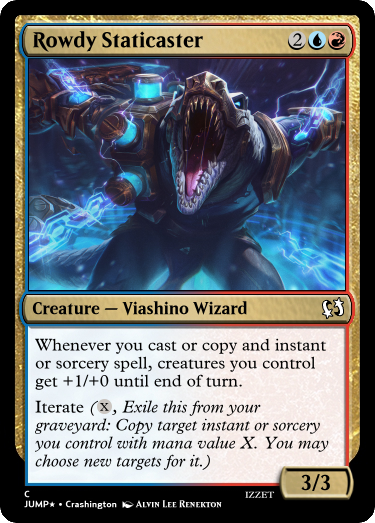 Rowdy Staticaster 2
Creature — Viashino Wizard
Whenever you cast or copy and instant
or sorcery spell, creatures you control
get +1/+0 until end of turn.
Iterate (X, Exile this from your
graveyard: Copy target instant or sorcery
you control with mana value X. You may
choose new targets for it.)
3/3
C IZZET
JUMP★ • Crashington Alvin Lee Renekton